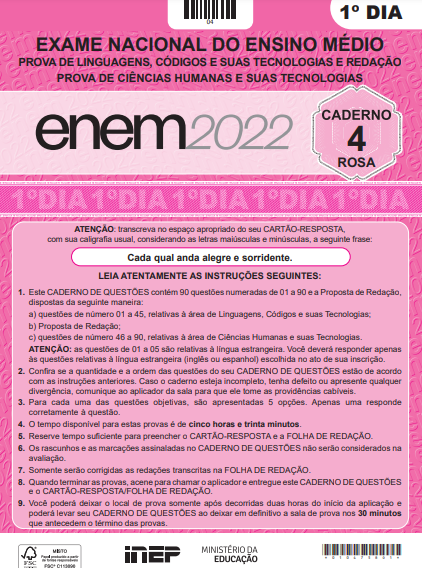 04
1º DIA
EXAME NACIONAL DO ENSINO MÉDIO
PROVA DE LINGUAGENS, CÓDIGOS E SUAS TECNOLOGIAS E REDAÇÃO
PROVA DE CIÊNCIAS HUMANAS E SUAS TECNOLOGIAS
enem2022
CADERNO
4
ROSA
1ºDIA 1ºDIA 1ºDIA 1ºDIA 1ºDIA
ATENÇÃO: transcreva no espaço apropriado do seu CARTÃO-RESPOSTA,
com sua caligrafia usual, considerando as letras maiúsculas e minúsculas, a seguinte frase:
Cada qual anda alegre e sorridente.
LEIA ATENTAMENTE AS INSTRUÇÕES SEGUINTES:
1. Este CADERNO DE QUESTÕES contém 90 questões numeradas de 01 a 90 e a Proposta de Redação,
dispostas da seguinte maneira:
a) questões de número 01 a 45, relativas à área de Linguagens, Códigos e suas Tecnologias;
b) Proposta de Redação;
c) questões de número 46 a 90, relativas à área de Ciências Humanas e suas Tecnologias.
ATENÇÃO: as questões de 01 a 05 são relativas à língua estrangeira. Você deverá responder apenas
às questões relativas à língua estrangeira (inglês ou espanhol) escolhida no ato de sua inscrição.
2. Confira se a quantidade e a ordem das questões do seu CADERNO DE QUESTÕES estão de acordo
com as instruções anteriores. Caso o caderno esteja incompleto, tenha defeito ou apresente qualquer
divergência, comunique ao aplicador da sala para que ele tome as providências cabíveis.
3. Para cada uma das questões objetivas, são apresentadas 5 opções. Apenas uma responde
corretamente à questão.
4. O tempo disponível para estas provas é de cinco horas e trinta minutos.
5. Reserve tempo suficiente para preencher o CARTÃO-RESPOSTA e a FOLHA DE REDAÇÃO.
6. Os rascunhos e as marcações assinaladas no CADERNO DE QUESTÕES não serão considerados na
avaliação.
7. Somente serão corrigidas as redações transcritas na FOLHA DE REDAÇÃO.
8. Quando terminar as provas, acene para chamar o aplicador e entregue este CADERNO DE QUESTÕES
e o CARTÃO-RESPOSTA/FOLHA DE REDAÇÃO.
9. Você poderá deixar o local de prova somente após decorridas duas horas do início da aplicação e
poderá levar seu CADERNO DE QUESTÕES ao deixar em definitivo a sala de prova nos 30 minutos
que antecedem o término das provas.
FSC
MISTO
inep
MINISTÉRIO DA
EDUCAÇÃO